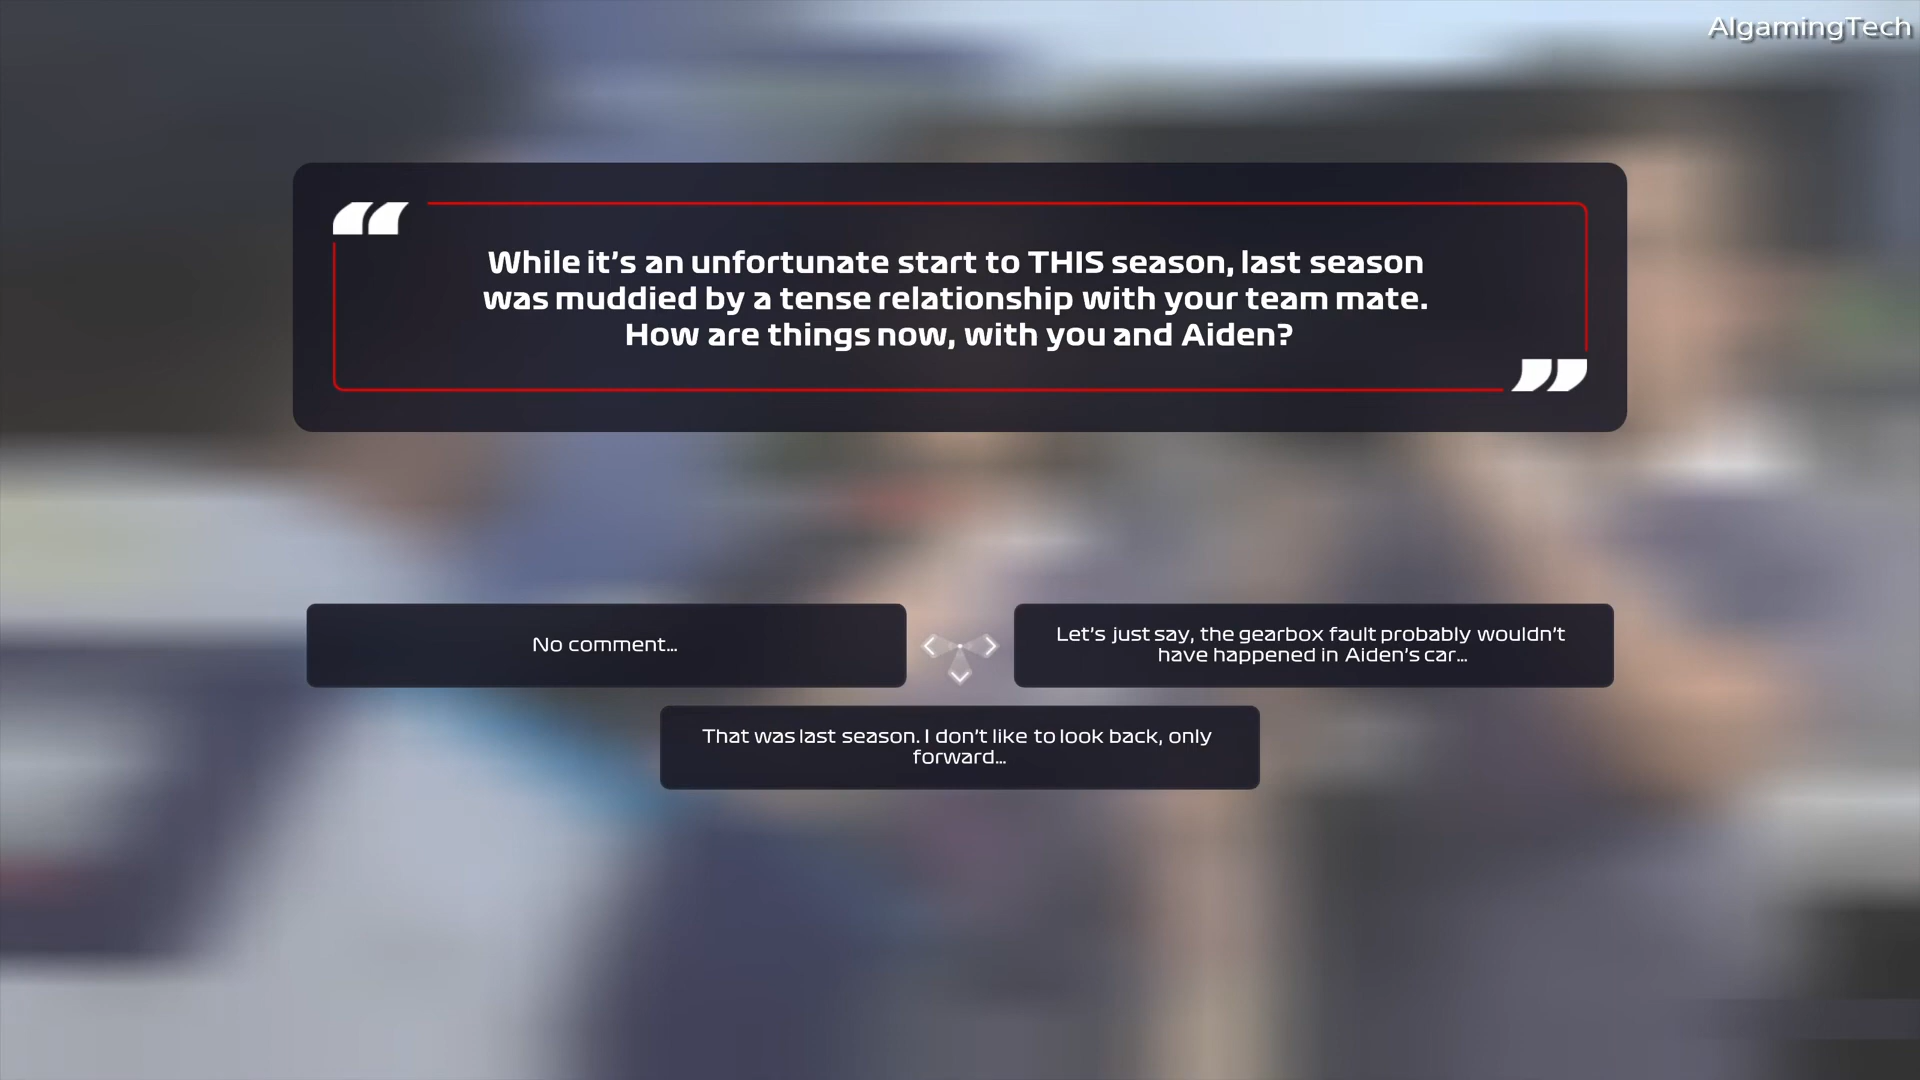 AlgamingTech
“
While it’s an unfortunate start to THIS season, last season
was muddied by a tense relationship with your team mate.
How are things now, with you and Aiden?
”
No comment...
Let’s just say, the gearbox fault probably wouldn’t
have happened in Aiden’s car...
That was last season. I don’t like to look back, only
forward...